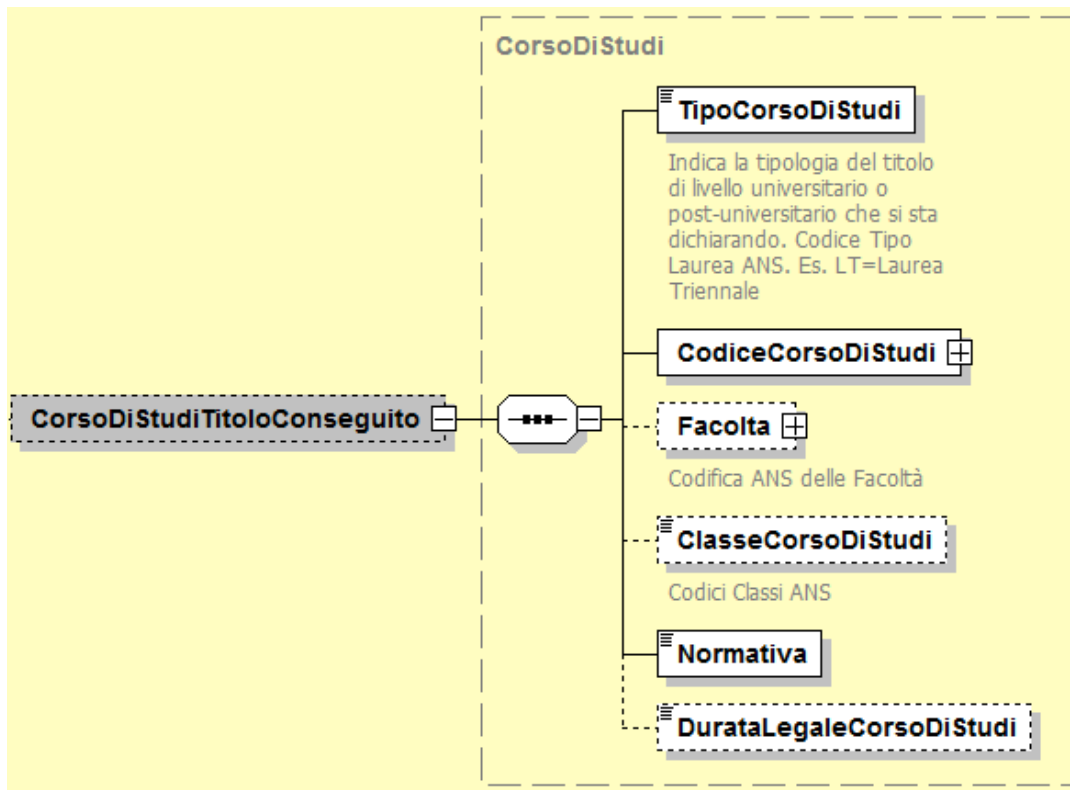 CorsoDiStudi
TipoCorsoDiStudi
Indica la tipologia del titolo
di livello universitario o
post-universitario che si sta
dichiarando. Codice Tipo
Laurea ANS. Es. LT=Laurea
Triennale
CodiceCorsoDiStudi
CorsoDiStudiTitoloConseguito
Facolta
Codifica ANS delle Facoltà
ClasseCorsoDiStudi
Codici Classi ANS
Normativa
DurataLegaleCorsoDiStudi